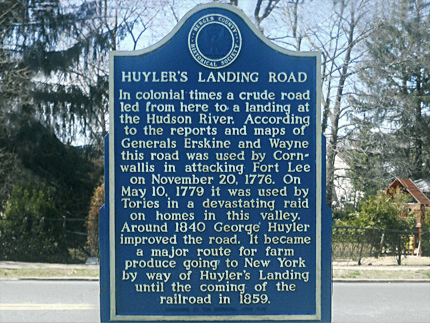 BERGEN COUNTY
HISTORICAL SOCIETY
HUYLER'S LANDING ROAD
In colonial times a crude road
led from here to a landing at
the Hudson River. According
to the reports and maps of
Generals Erskine and Wayne
this road was used by Corn-
wallis in attacking Fort Lee
on November 20, 1776. On
May 10, 1779 it was used by
Tories in a devastating raid
on homes in this valley.
Around 1840 George Huyler
improved the road. It became
a major route for farm
produce going to New York
by way of Huyler's Landing
until the coming of the
railroad in 1859.